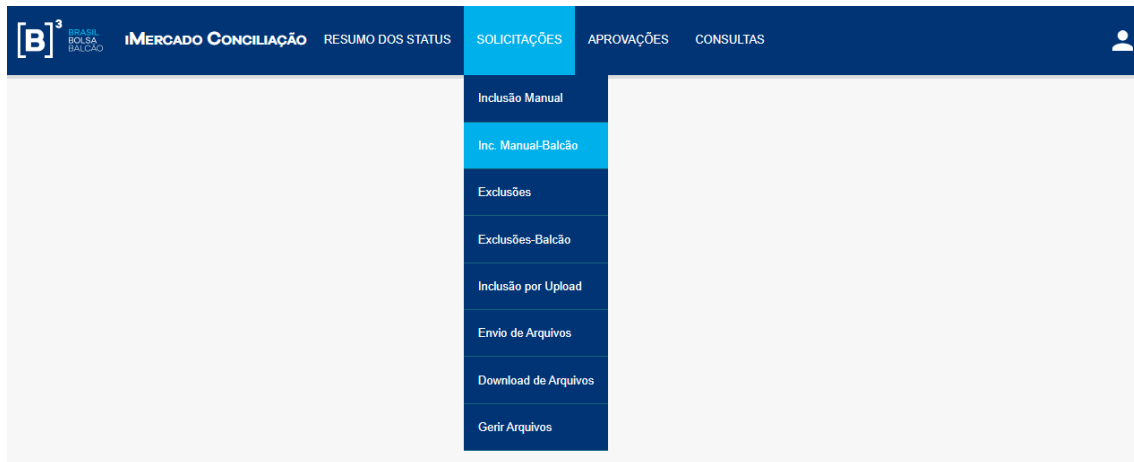 [B]³ BRASIL BOLSA BALCÃO iMERCADO CONCILIAÇÃO RESUMO DOS STATUS SOLICITAÇÕES APROVAÇÕES CONSULTAS
Inclusão Manual
Inc. Manual-Balcão
Exclusões
Exclusões-Balcão
Inclusão por Upload
Envio de Arquivos
Download de Arquivos
Gerir Arquivos